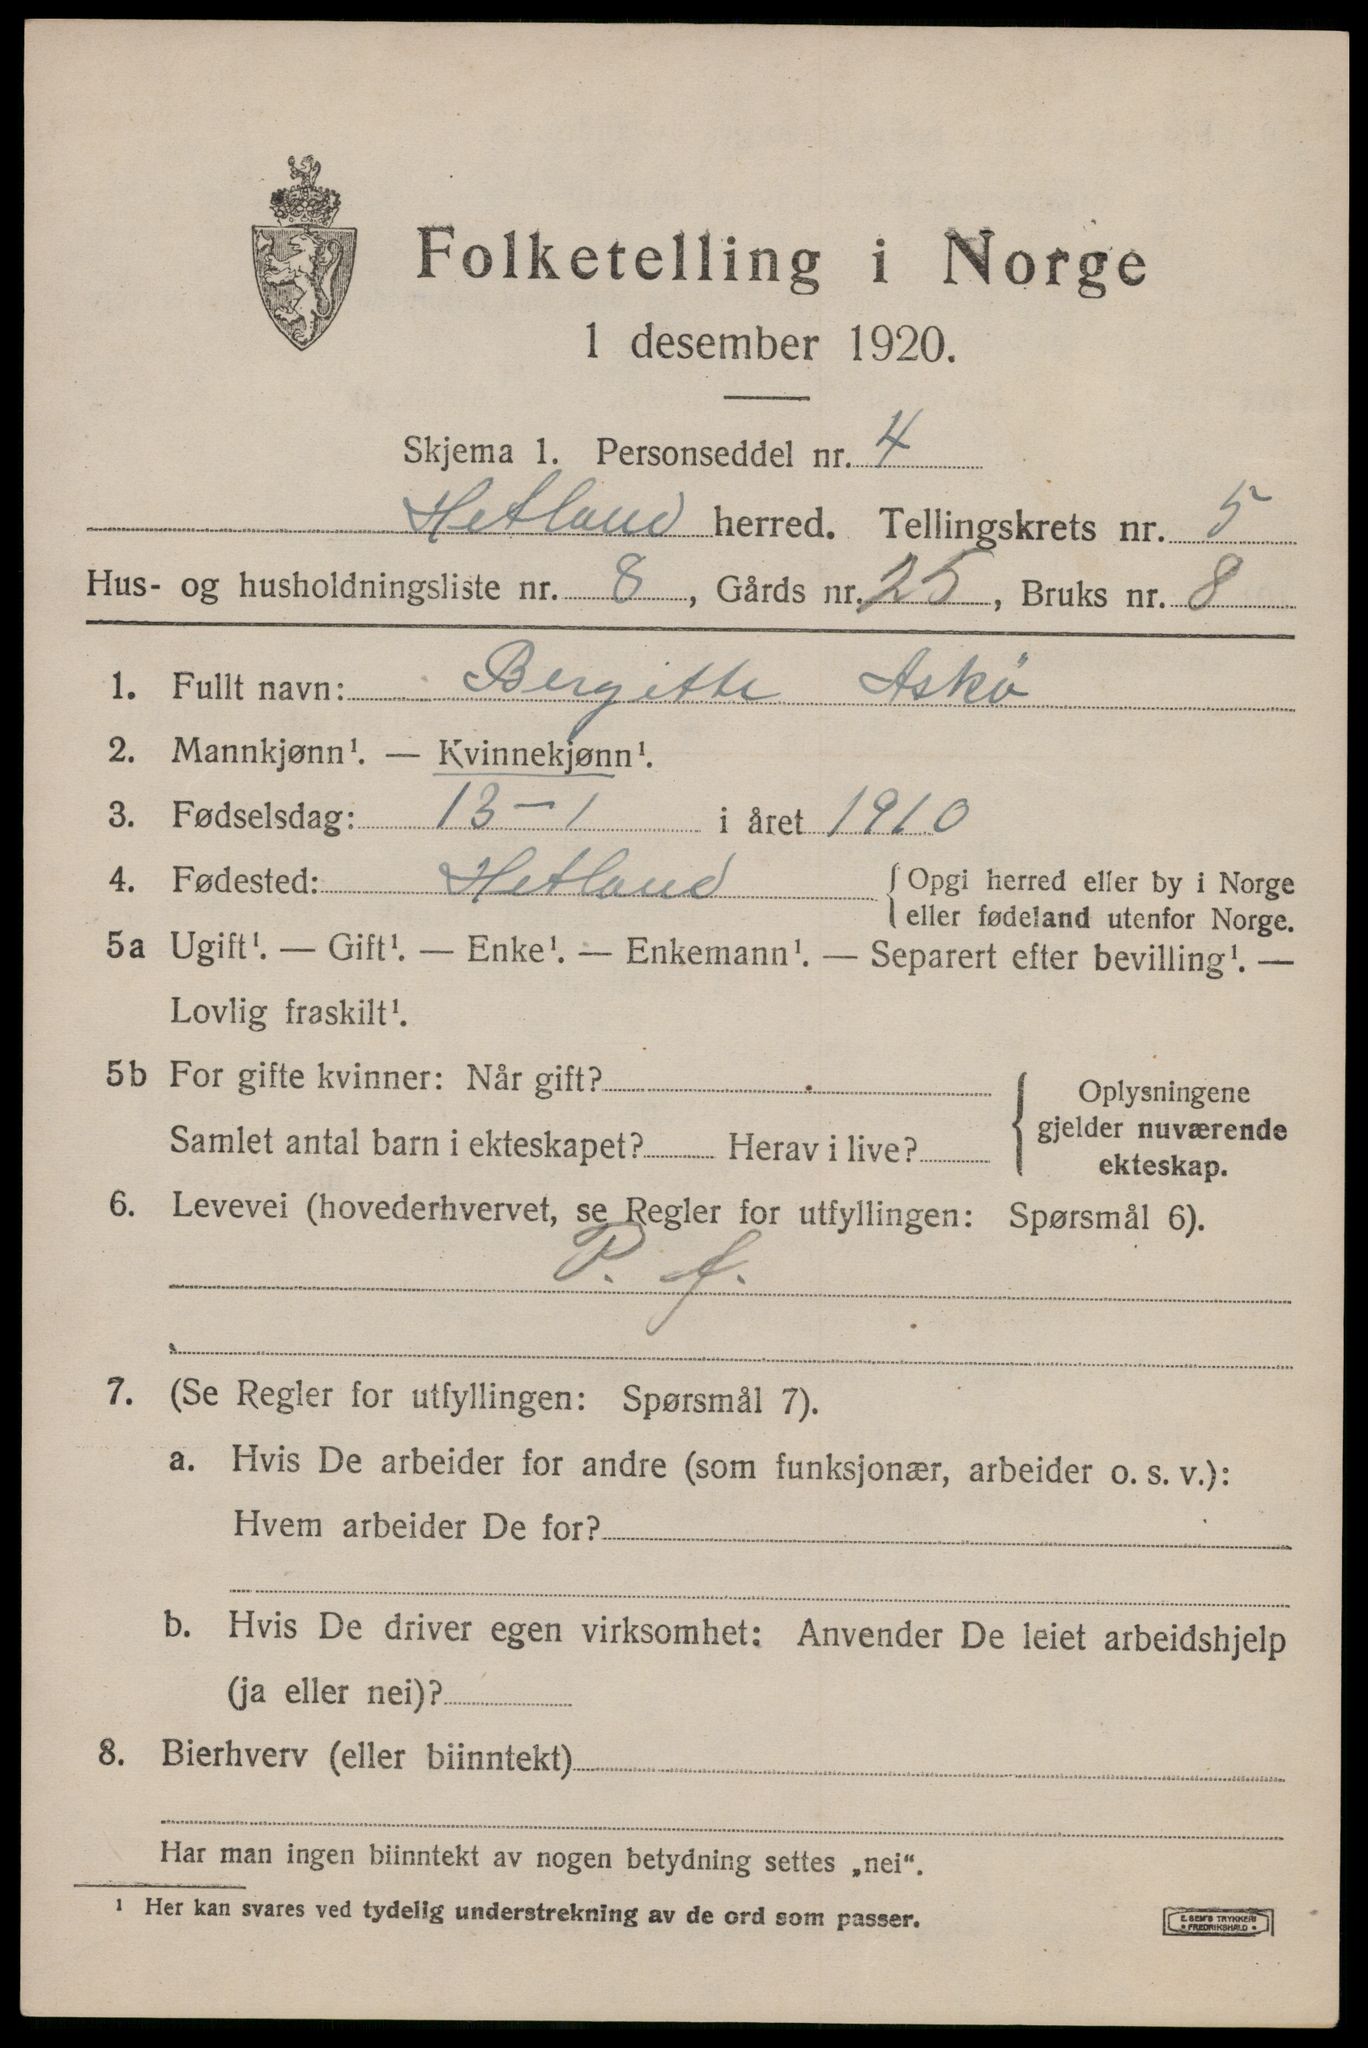 Folketelling i Norge
1 desember 1920.
Skjema 1. Personseddel nr. 4
Hetland herred. Tellingskrets nr. 5
Hus- og husholdningsliste nr. 8, Gårds nr. 25, Bruks nr. 8
1. Fullt navn: Bergitte Askö
2. Mannkjønn¹. — Kvinnekjønn¹.
3. Fødselsdag: 13-1 i året 1910
4. Fødested: Hetland { Opgi herred eller by i Norge
eller fødeland utenfor Norge.
5a Ugift¹. — Gift¹. — Enke¹. — Enkemann¹. — Separert efter bevilling¹. —
Lovlig fraskilt¹.
5b For gifte kvinner: Når gift?
Samlet antal barn i ekteskapet? Herav i live?
{ Oplysningene
gjelder nuværende
ekteskap.
6. Levevei (hovederhvervet, se Regler for utfyllingen: Spørsmål 6).
P. f.
7. (Se Regler for utfyllingen: Spørsmål 7).
a. Hvis De arbeider for andre (som funksjonær, arbeider o. s. v.):
Hvem arbeider De for?
b. Hvis De driver egen virksomhet: Anvender De leiet arbeidshjelp
(ja eller nei)?
8. Bierhverv (eller biinntekt)
Har man ingen biinntekt av nogen betydning settes „nei“.
¹ Her kan svares ved tydelig understrekning av de ord som passer.
E. SEM'S TRYKKERI
• FREDRIKSHALD •